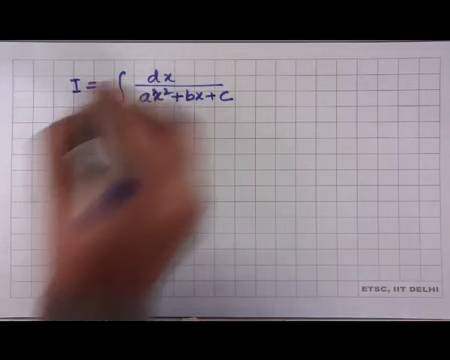 I = ∫ dx / ax²+bx+c
ETSC, IIT DELHI